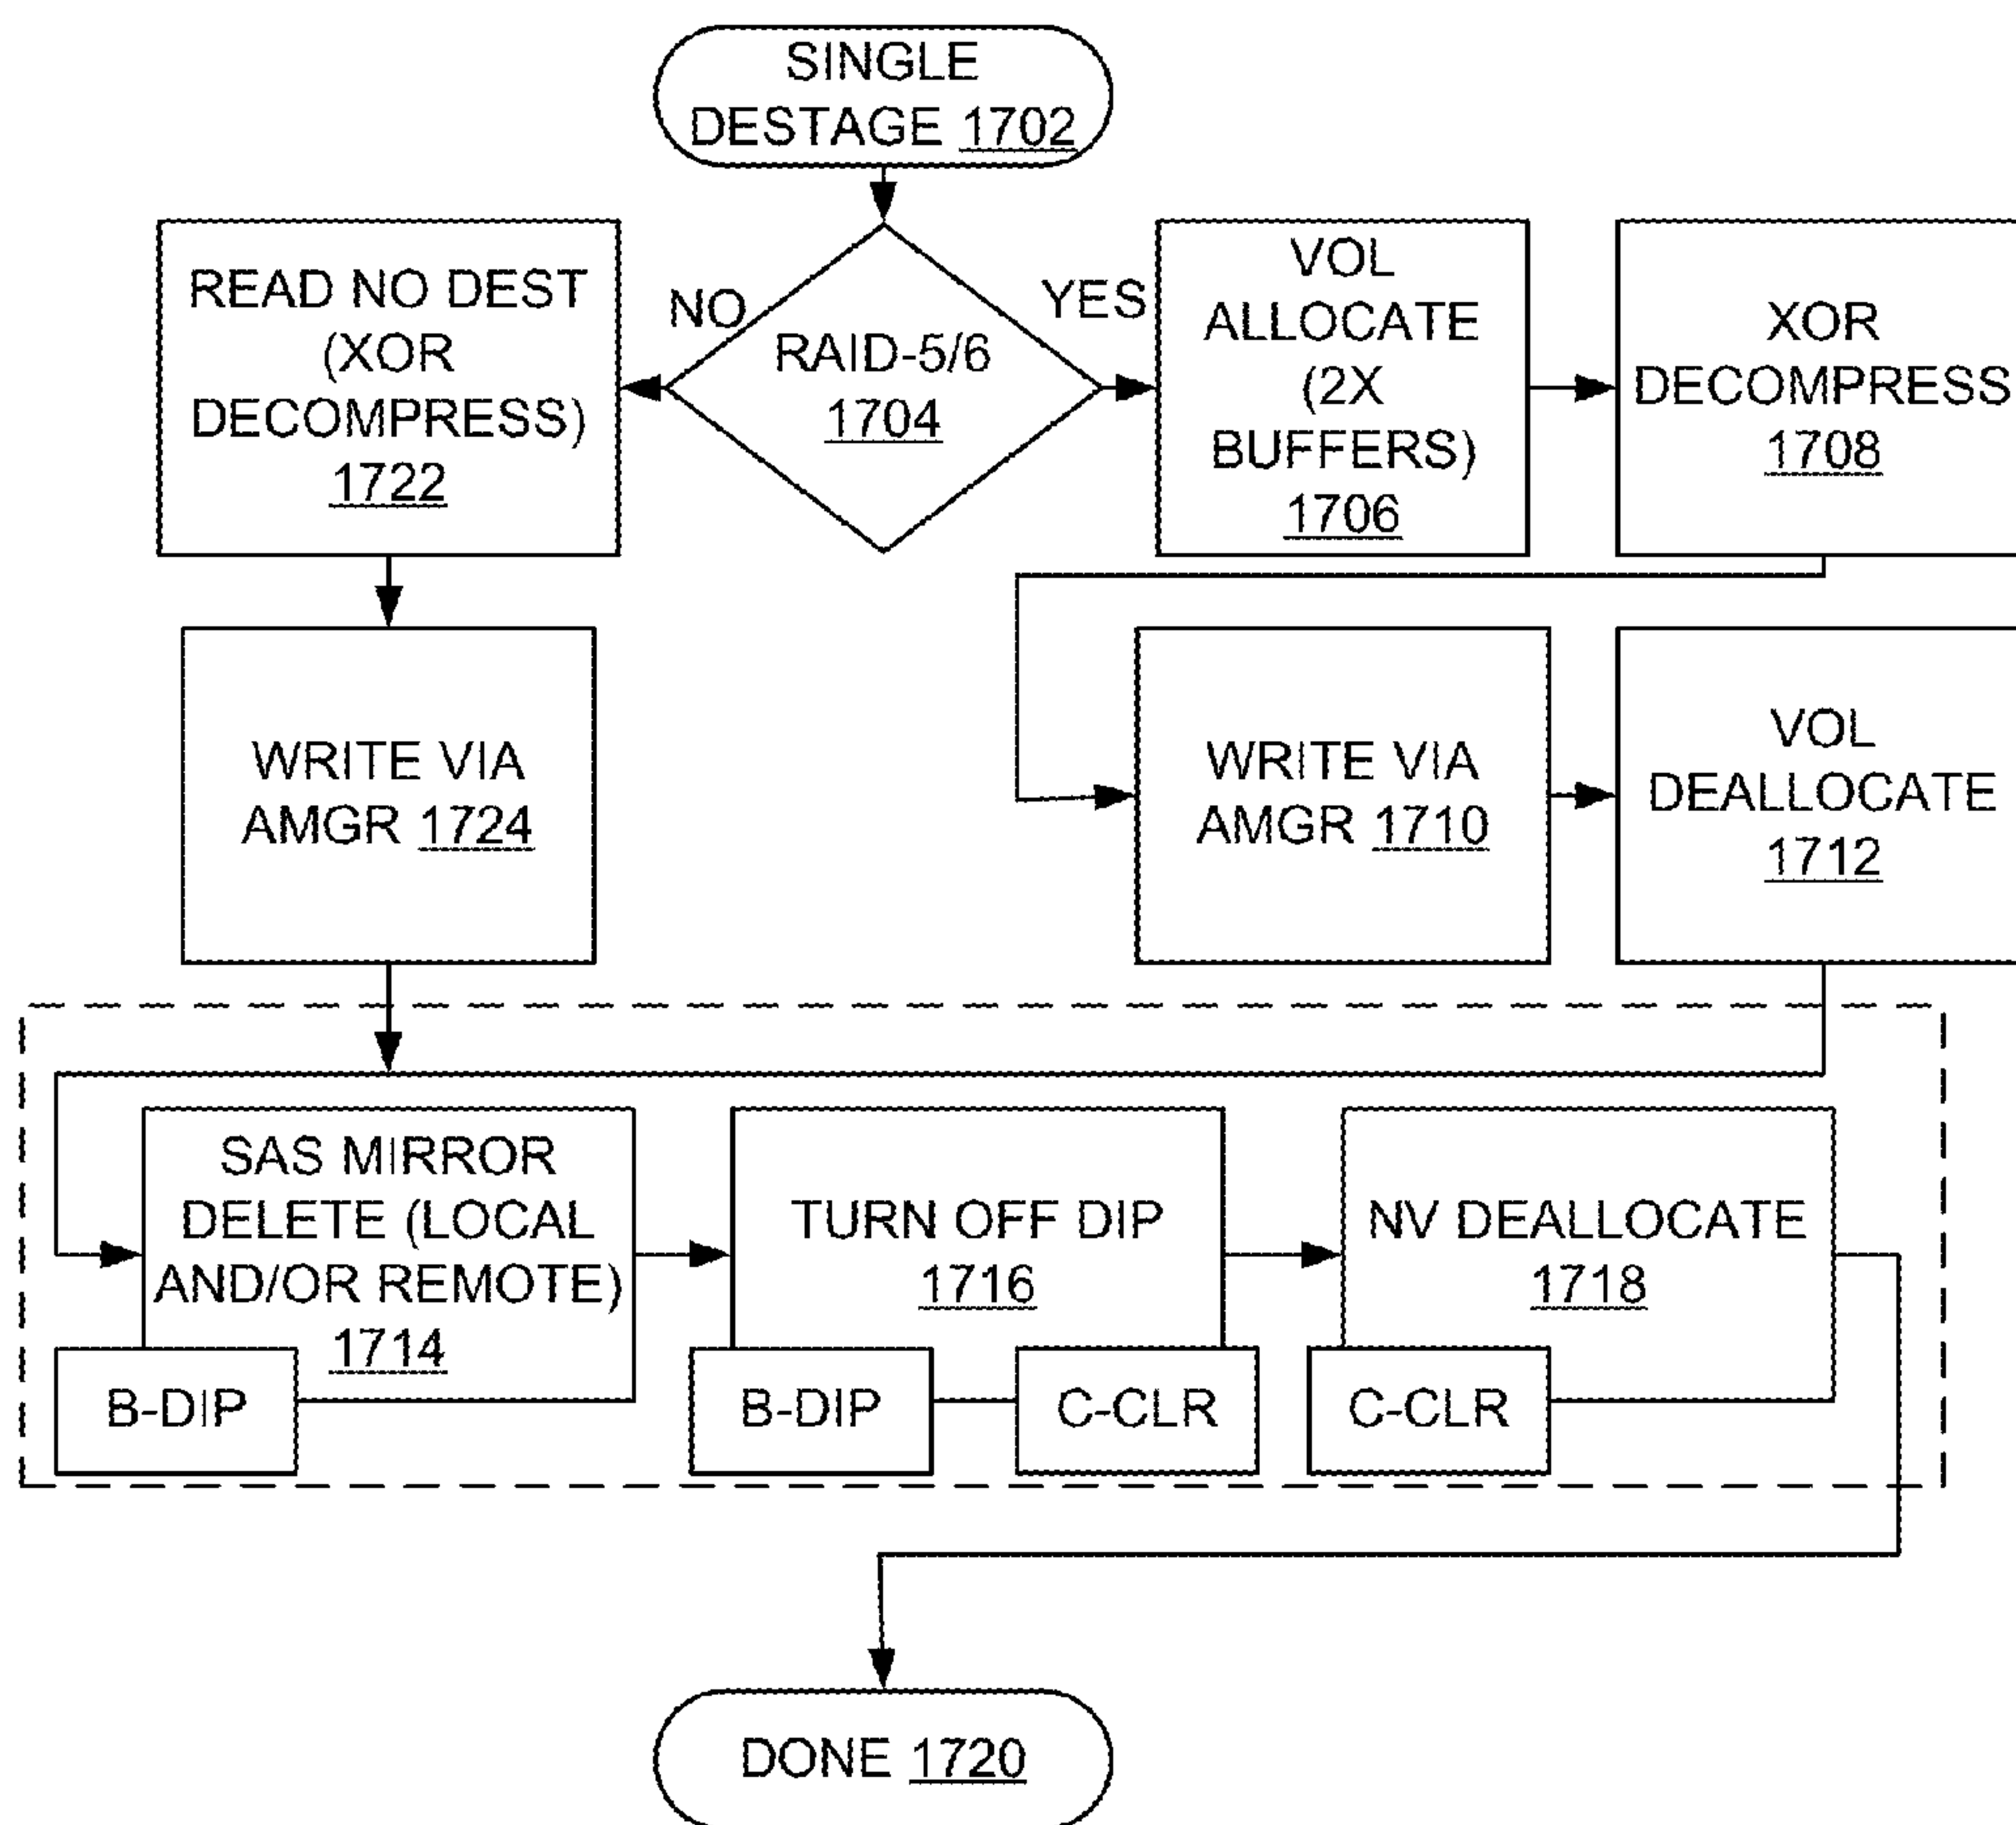 SINGLE
DESTAGE 1702
READ NO DEST
(XOR
DECOMPRESS)
1722
NO
RAID-5/6
1704
YES
VOL
ALLOCATE
(2X
BUFFERS)
1706
XOR
DECOMPRESS
1708
WRITE VIA
AMGR 1724
WRITE VIA
AMGR 1710
VOL
DEALLOCATE
1712
SAS MIRROR
DELETE (LOCAL
AND/OR REMOTE)
1714
B-DIP
TURN OFF DIP
1716
B-DIP
C-CLR
NV DEALLOCATE
1718
C-CLR
DONE 1720